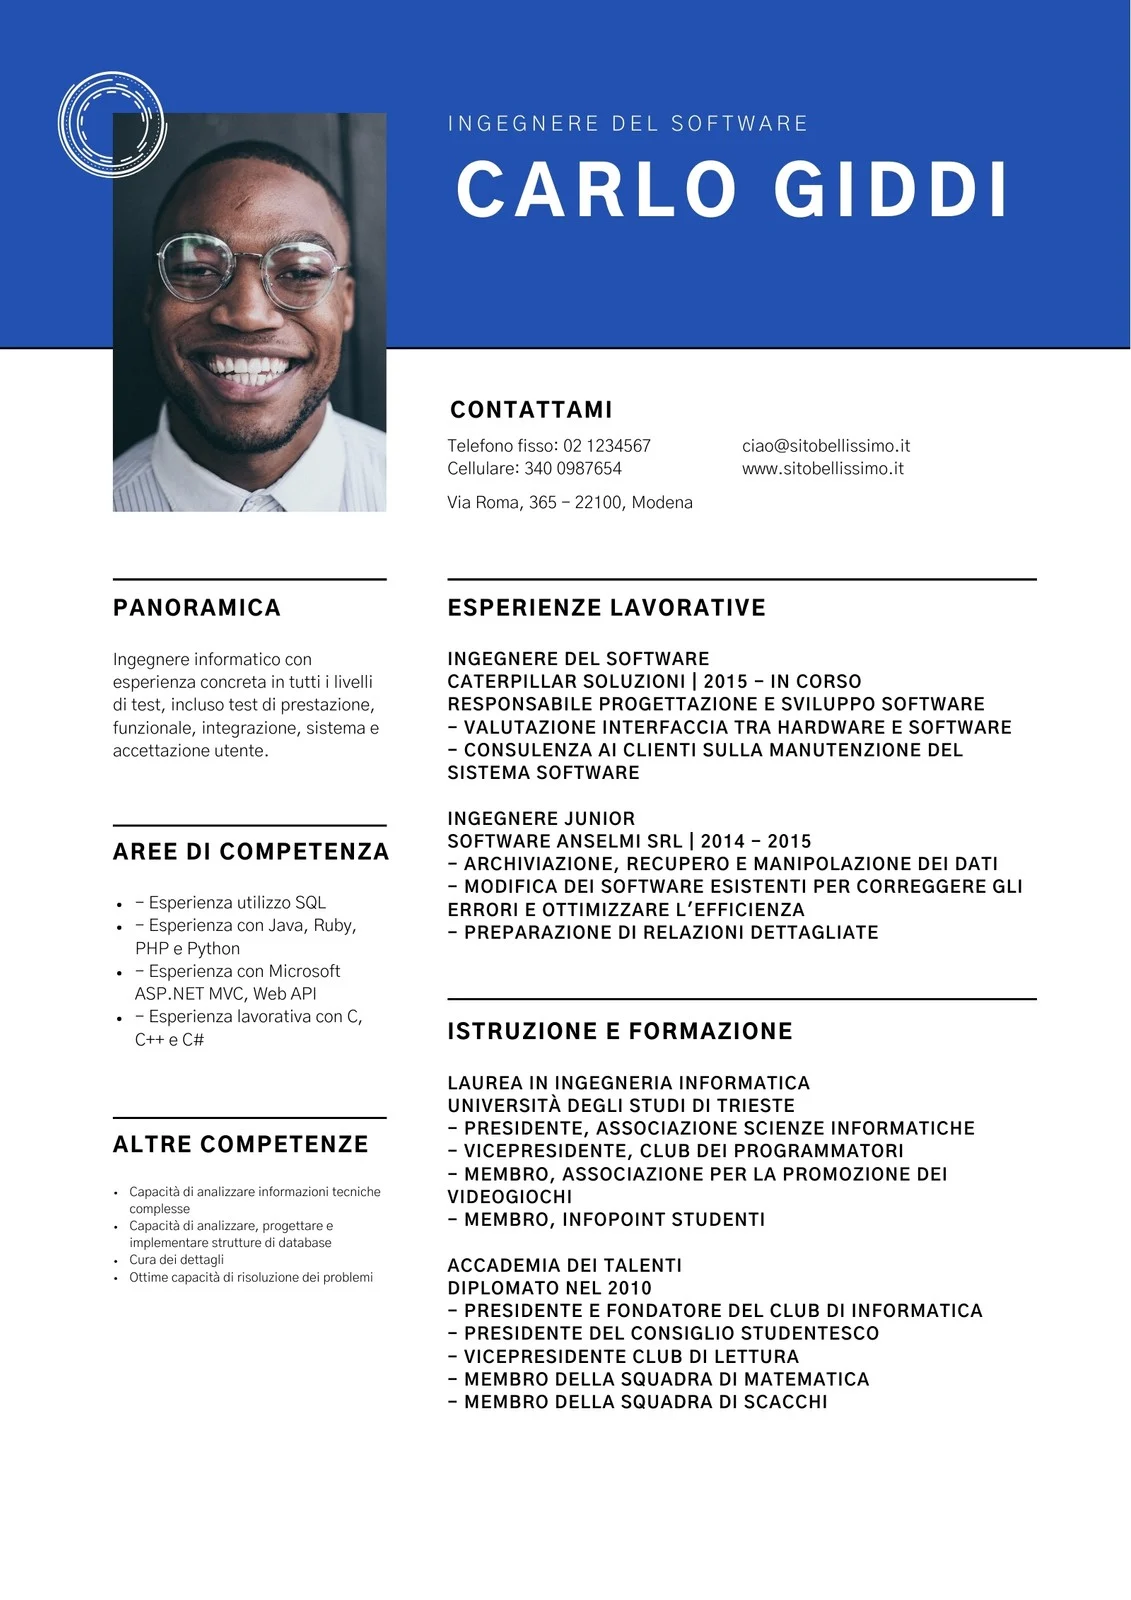 INGEGNERE DEL SOFTWARE
CARLO GIDDI
CONTATTAMI
Telefono fisso: 02 1234567
Cellulare: 340 0987654
ciao@sitobellissimo.it
www.sitobellissimo.it
Via Roma, 365 – 22100, Modena
PANORAMICA
Ingegnere informatico con
esperienza concreta in tutti i livelli
di test, incluso test di prestazione,
funzionale, integrazione, sistema e
accettazione utente.
AREE DI COMPETENZA
• – Esperienza utilizzo SQL
• – Esperienza con Java, Ruby,
PHP e Python
• – Esperienza con Microsoft
ASP.NET MVC, Web API
• – Esperienza lavorativa con C,
C++ e C#
ALTRE COMPETENZE
• Capacità di analizzare informazioni tecniche
complesse
• Capacità di analizzare, progettare e
implementare strutture di database
• Cura dei dettagli
• Ottime capacità di risoluzione dei problemi
ESPERIENZE LAVORATIVE
INGEGNERE DEL SOFTWARE
CATERPILLAR SOLUZIONI | 2015 – IN CORSO
RESPONSABILE PROGETTAZIONE E SVILUPPO SOFTWARE
– VALUTAZIONE INTERFACCIA TRA HARDWARE E SOFTWARE
– CONSULENZA AI CLIENTI SULLA MANUTENZIONE DEL
SISTEMA SOFTWARE
INGEGNERE JUNIOR
SOFTWARE ANSELMI SRL | 2014 – 2015
– ARCHIVIAZIONE, RECUPERO E MANIPOLAZIONE DEI DATI
– MODIFICA DEI SOFTWARE ESISTENTI PER CORREGGERE GLI
ERRORI E OTTIMIZZARE L’EFFICIENZA
– PREPARAZIONE DI RELAZIONI DETTAGLIATE
ISTRUZIONE E FORMAZIONE
LAUREA IN INGEGNERIA INFORMATICA
UNIVERSITÀ DEGLI STUDI DI TRIESTE
– PRESIDENTE, ASSOCIAZIONE SCIENZE INFORMATICHE
– VICEPRESIDENTE, CLUB DEI PROGRAMMATORI
– MEMBRO, ASSOCIAZIONE PER LA PROMOZIONE DEI
VIDEOGIOCHI
– MEMBRO, INFOPOINT STUDENTI
ACCADEMIA DEI TALENTI
DIPLOMATO NEL 2010
– PRESIDENTE E FONDATORE DEL CLUB DI INFORMATICA
– PRESIDENTE DEL CONSIGLIO STUDENTESCO
– VICEPRESIDENTE CLUB DI LETTURA
– MEMBRO DELLA SQUADRA DI MATEMATICA
– MEMBRO DELLA SQUADRA DI SCACCHI